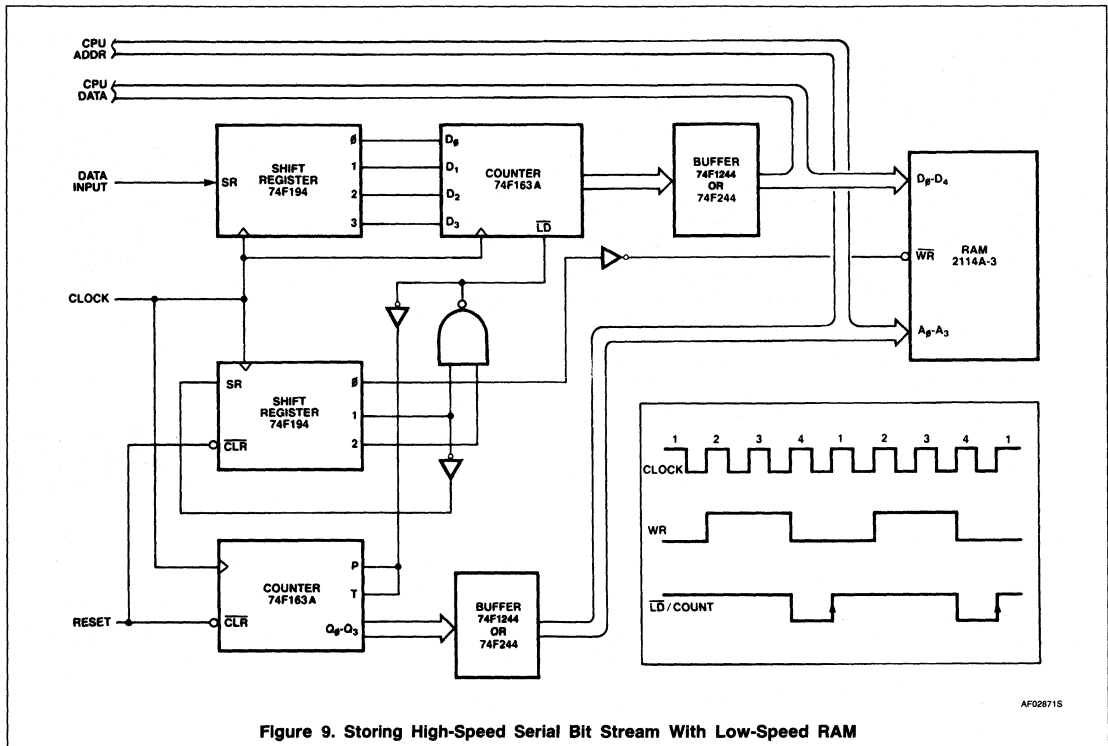 CPU
ADDR
CPU
DATA
DATA
INPUT
SR
SHIFT
REGISTER
74F194
ø
1
2
3
Dø
D1
D2
D3
COUNTER
74F163A
LD
BUFFER
74F1244
OR
74F244
Dø-D4
RAM
2114A-3
WR
Aø-A3
CLOCK
SR
SHIFT
REGISTER
74F194
CLR
ø
1
2
COUNTER
74F163A
P
T
CLR
Qø-Q3
RESET
BUFFER
74F1244
OR
74F244
1 2 3 4 1 2 3 4 1
CLOCK
WR
LD/COUNT
AF02871S
Figure 9. Storing High-Speed Serial Bit Stream With Low-Speed RAM